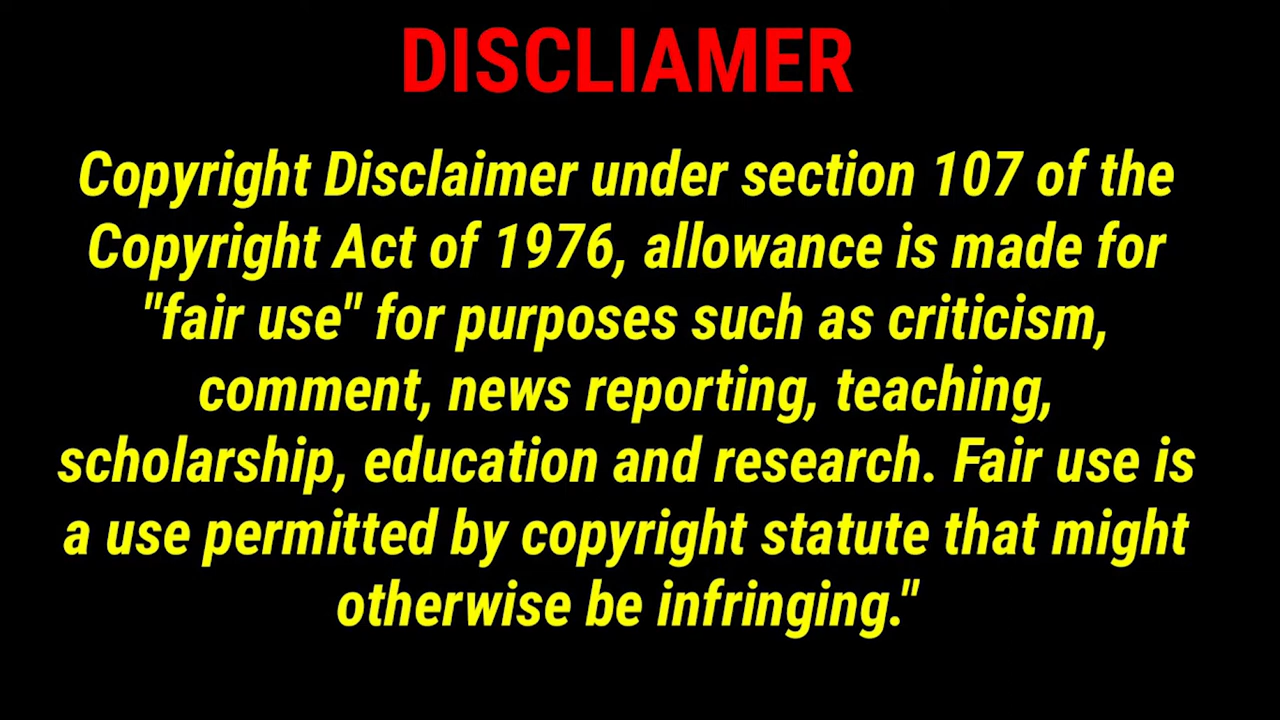 DISCLIAMER
Copyright Disclaimer under section 107 of the
Copyright Act of 1976, allowance is made for
"fair use" for purposes such as criticism,
comment, news reporting, teaching,
scholarship, education and research. Fair use is
a use permitted by copyright statute that might
otherwise be infringing."